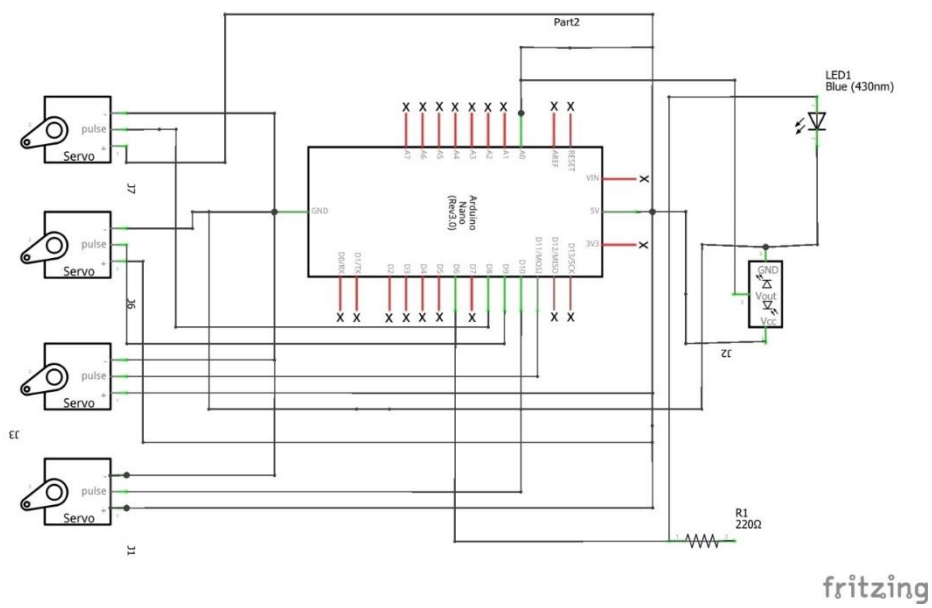 Part2
LED1
Blue (430nm)
-
pulse
+
Servo
J7
-
pulse
+
Servo
J6
-
pulse
+
Servo
J3
-
pulse
+
Servo
J1
A7
A6
A5
A4
A3
A2
A1
A0
AREF
RESET
VIN
5V
3V3
GND
Arduino
Nano
(Rev3.0)
D0/RX
D1/TX
D2
D3
D4
D5
D6
D7
D8
D9
D10
D11/MOSI
D12/MISO
D13/SCK
GND
Vout
Vcc
J2
R1
220Ω
fritzing